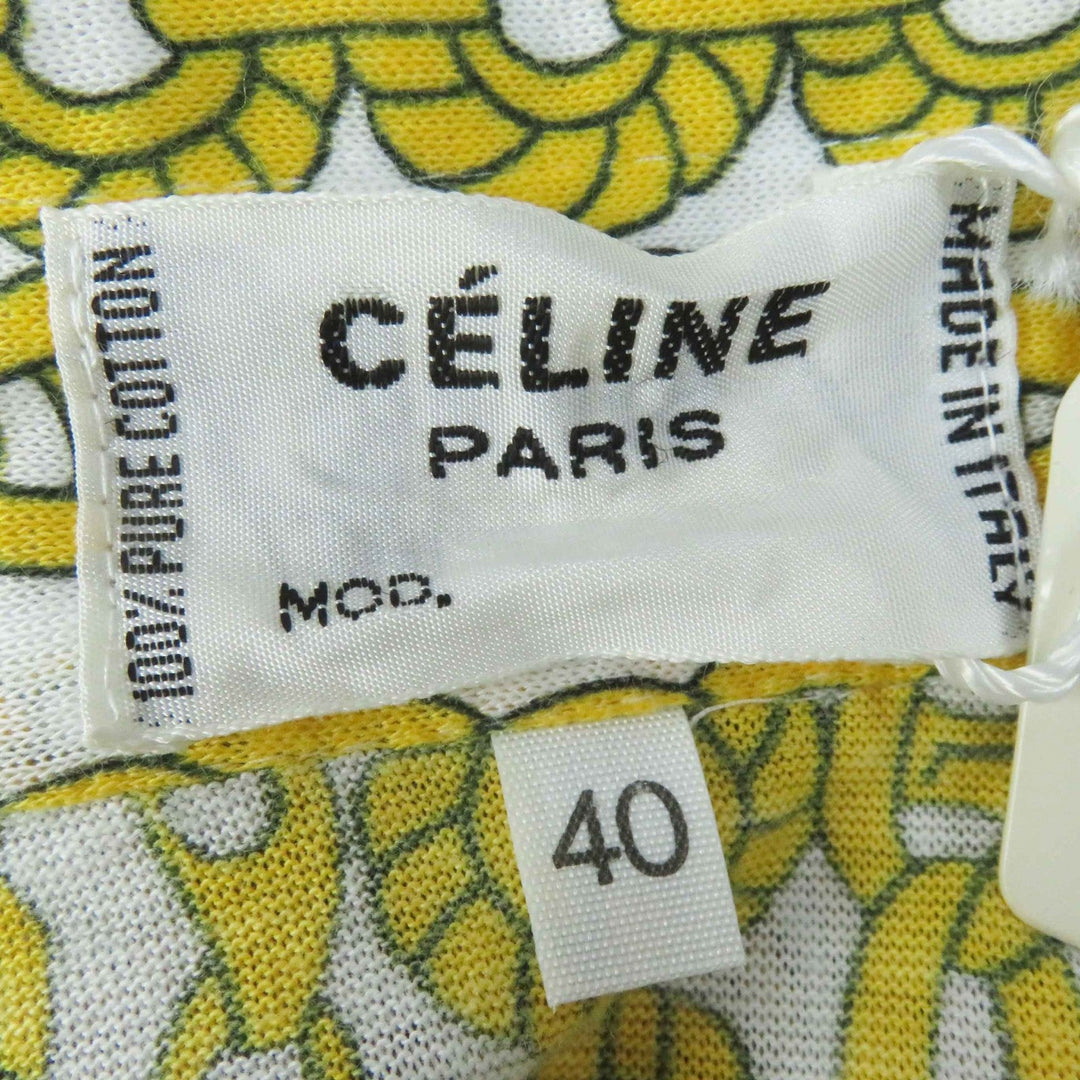 100% PURE COTTON
CÉLINE
PARIS
MOD.
MADE IN ITALY
40